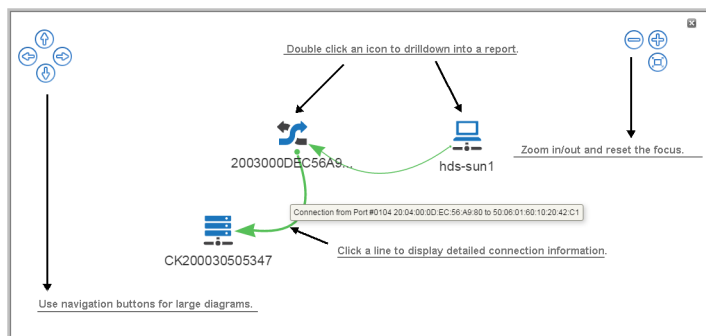 Double click an icon to drilldown into a report.
2003000DEC56A9...
hds-sun1
Zoom in/out and reset the focus.
Connection from Port #0104 20:04:00:0D:EC:56:A9:80 to 50:06:01:60:10:20:42:C1
Click a line to display detailed connection information.
CK200030505347
Use navigation buttons for large diagrams.